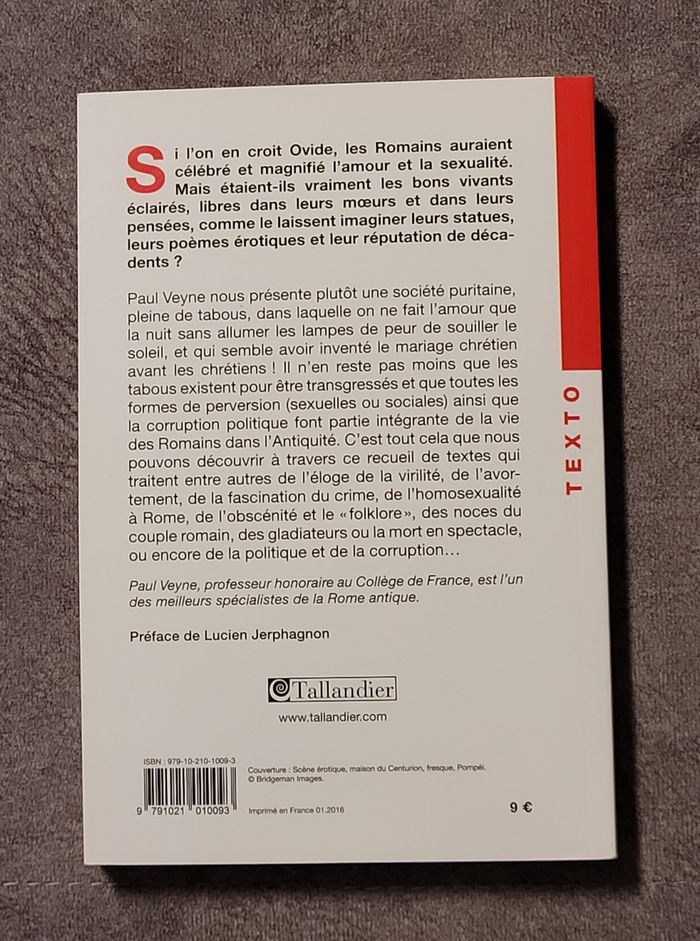 Si l'on en croit Ovide, les Romains auraient
célébré et magnifié l'amour et la sexualité.
Mais étaient-ils vraiment les bons vivants
éclairés, libres dans leurs mœurs et dans leurs
pensées, comme le laissent imaginer leurs statues,
leurs poèmes érotiques et leur réputation de déca-
dents ?
Paul Veyne nous présente plutôt une société puritaine,
pleine de tabous, dans laquelle on ne fait l'amour que
la nuit sans allumer les lampes de peur de souiller le
soleil, et qui semble avoir inventé le mariage chrétien
avant les chrétiens ! Il n'en reste pas moins que les
tabous existent pour être transgressés et que toutes les
formes de perversion (sexuelles ou sociales) ainsi que
la corruption politique font partie intégrante de la vie
des Romains dans l'Antiquité. C'est tout cela que nous
pouvons découvrir à travers ce recueil de textes qui
traitent entre autres de l'éloge de la virilité, de l'avor-
tement, de la fascination du crime, de l'homosexualité
à Rome, de l'obscénité et le «folklore», des noces du
couple romain, des gladiateurs ou la mort en spectacle,
ou encore de la politique et de la corruption…
Paul Veyne, professeur honoraire au Collège de France, est l'un
des meilleurs spécialistes de la Rome antique.
Préface de Lucien Jerphagnon
Tallandier
www.tallandier.com
ISBN : 979-10-210-1009-3
9 791021 010093
Couverture : Scène érotique, maison du Centurion, fresque, Pompéi.
© Bridgeman Images.
Imprimé en France 01.2016
9 €
TEXTO